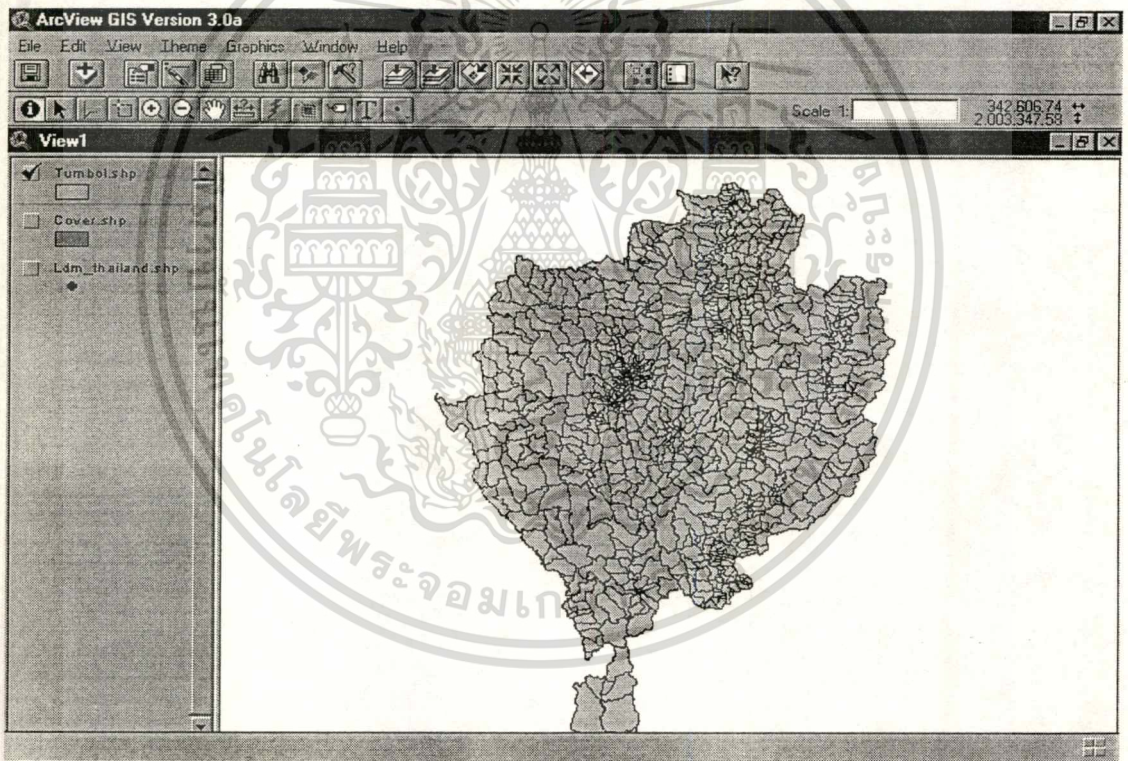 ArcView GIS Version 3.0a
File Edit View Theme Graphics Window Help
Scale 1:
342,606.74
2,003,347.58
View1
Tumbol.shp
Cover.shp
Ldm_thailand.shp